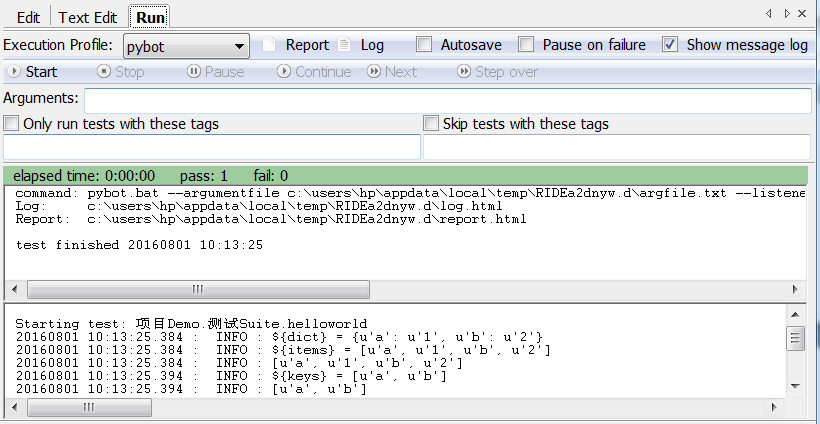 Edit Text Edit Run
Execution Profile: pybot Report Log Autosave Pause on failure Show message log
Start Stop Pause Continue Next Step over
Arguments:
Only run tests with these tags Skip tests with these tags
elapsed time: 0:00:00 pass: 1 fail: 0
command: pybot.bat --argumentfile c:\users\hp\appdata\local\temp\RIDEa2dnyw.d\argfile.txt --listene
Log: c:\users\hp\appdata\local\temp\RIDEa2dnyw.d\log.html
Report: c:\users\hp\appdata\local\temp\RIDEa2dnyw.d\report.html
test finished 20160801 10:13:25
Starting test: 项目Demo.测试Suite.helloworld
20160801 10:13:25.384 : INFO : ${dict} = {u'a': u'1', u'b': u'2'}
20160801 10:13:25.384 : INFO : ${items} = [u'a', u'1', u'b', u'2']
20160801 10:13:25.384 : INFO : [u'a', u'1', u'b', u'2']
20160801 10:13:25.394 : INFO : ${keys} = [u'a', u'b']
20160801 10:13:25.394 : INFO : [u'a', u'b']